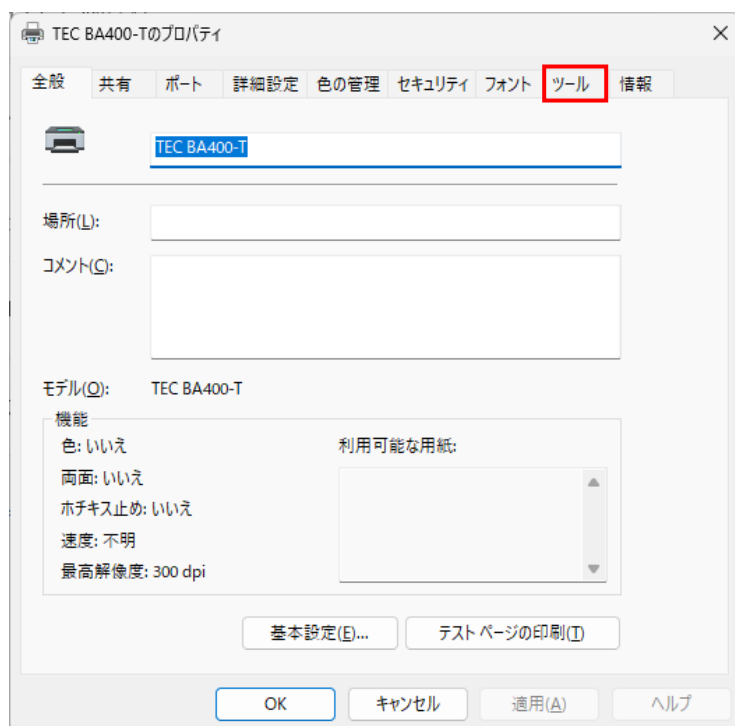 TEC BA400-Tのプロパティ
全般 共有 ポート 詳細設定 色の管理 セキュリティ フォント ツール 情報
TEC BA400-T
場所(L):
コメント(C):
モデル(O): TEC BA400-T
機能
色: いいえ 利用可能な用紙:
両面: いいえ
ホチキス止め: いいえ
速度: 不明
最高解像度: 300 dpi
基本設定(E)... テスト ページの印刷(T)
OK キャンセル 適用(A) ヘルプ